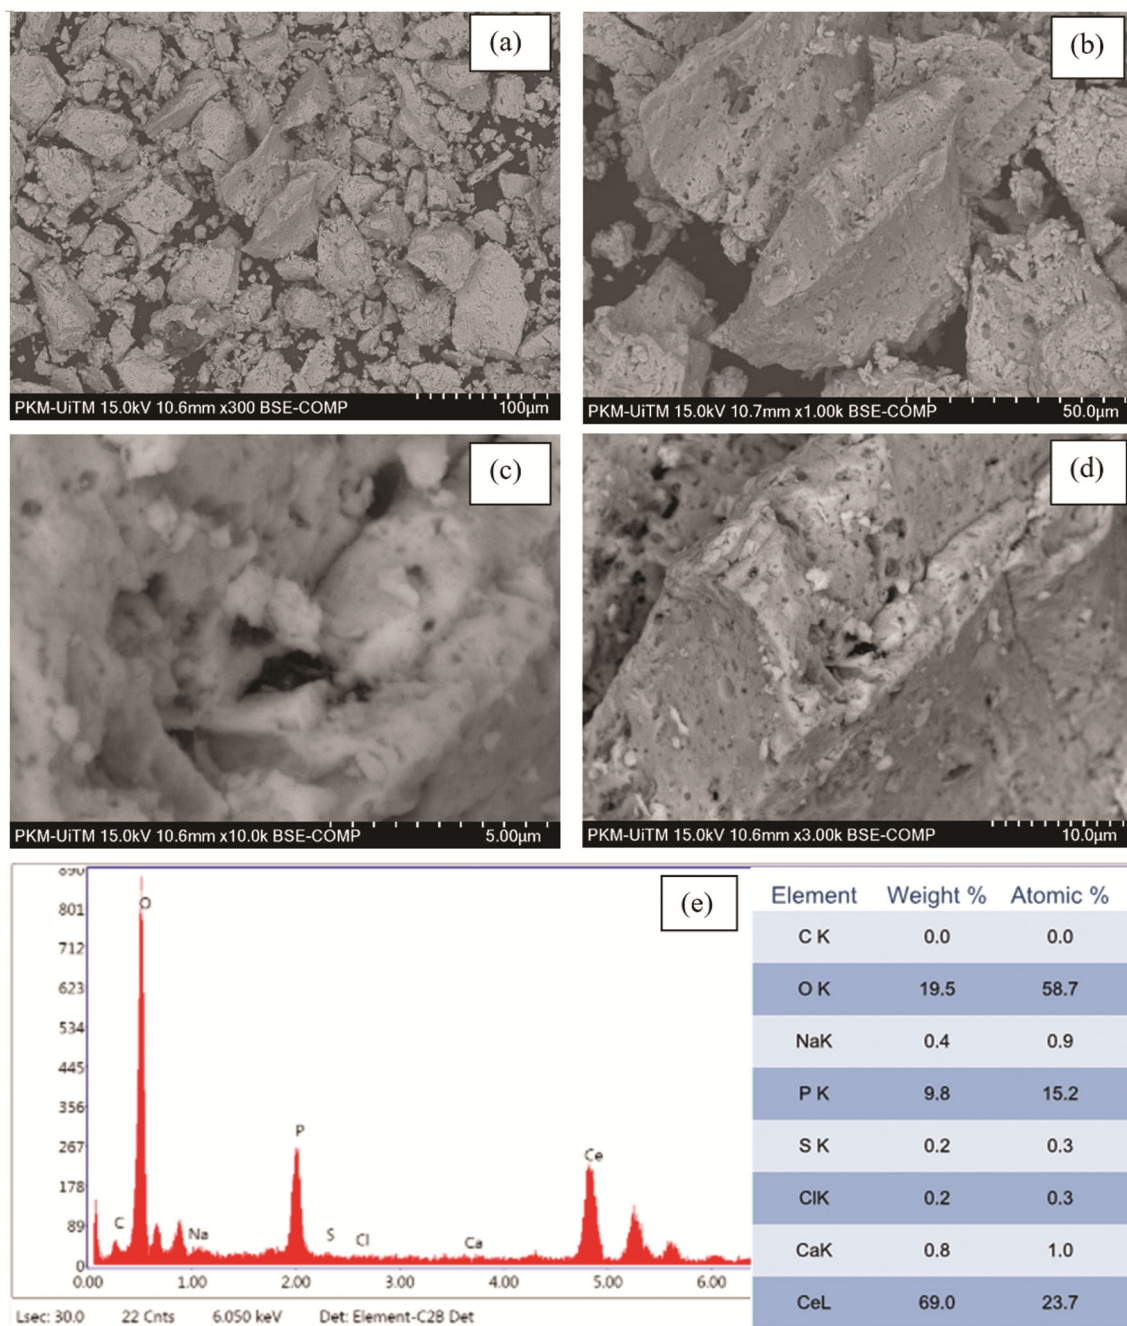 (a)
(b)
PKM-UiTM 15.0kV 10.6mm x300 BSE-COMP 100µm
PKM-UiTM 15.0kV 10.7mm x1.00k BSE-COMP 50.0µm
(c)
(d)
PKM-UiTM 15.0kV 10.6mm x10.0k BSE-COMP 5.00µm
PKM-UiTM 15.0kV 10.6mm x3.00k BSE-COMP 10.0µm
(e)
890
801
712
623
534
445
356
267
178
89
0
O
P
Ce
C
Na
S
Cl
Ca
0.00 1.00 2.00 3.00 4.00 5.00 6.00
Lsec: 30.0 22 Cnts 6.050 keV Det: Element-C2B Det
Element Weight % Atomic %
C K 0.0 0.0
O K 19.5 58.7
NaK 0.4 0.9
P K 9.8 15.2
S K 0.2 0.3
ClK 0.2 0.3
CaK 0.8 1.0
CeL 69.0 23.7